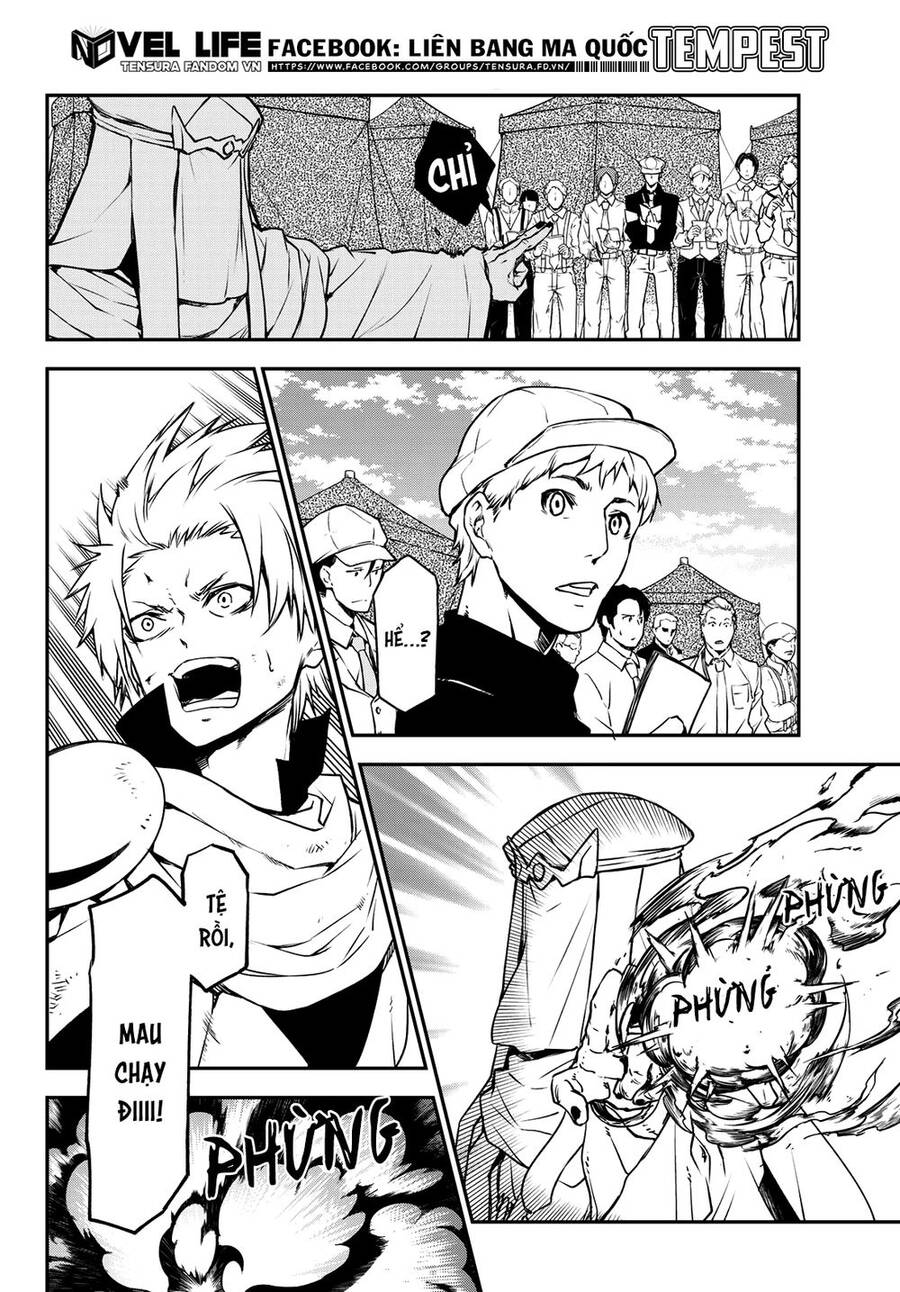 NOVEL LIFE
TENSURA FANDOM VN
FACEBOOK: LIÊN BANG MA QUỐC TEMPEST
HTTPS://WWW.FACEBOOK.COM/GROUPS/TENSURA.FD.VN/
CHỈ
HỂ...?
TỆ
RỒI,
MAU
CHẠY
ĐIIII!
PHÙNG
PHÙNG
PHÙNG